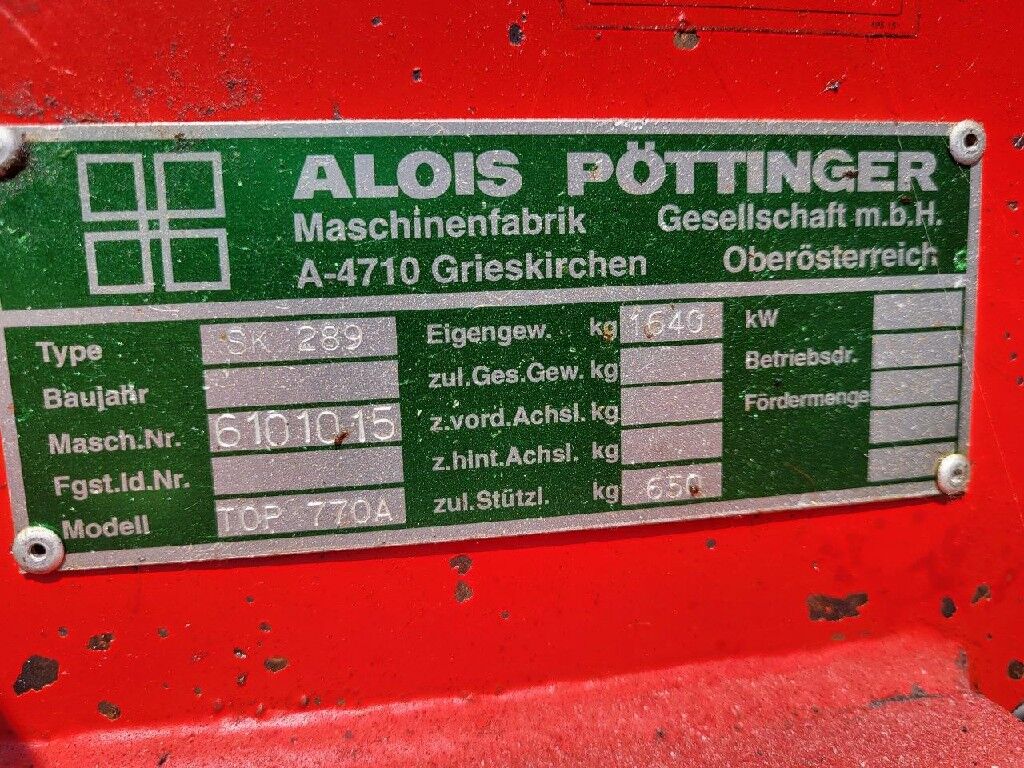 ALOIS PÖTTINGER
Maschinenfabrik Gesellschaft m.b.H.
A-4710 Grieskirchen Oberösterreich
Type SK 289
Baujahr
Masch.Nr. 6101015
Fgst.Id.Nr.
Modell TOP 770A
Eigengew. kg 1640
zul.Ges.Gew. kg
z.vord.Achsl. kg
z.hint.Achsl. kg
zul.Stützl. kg 650
kW
Betriebsdr.
Fördermenge